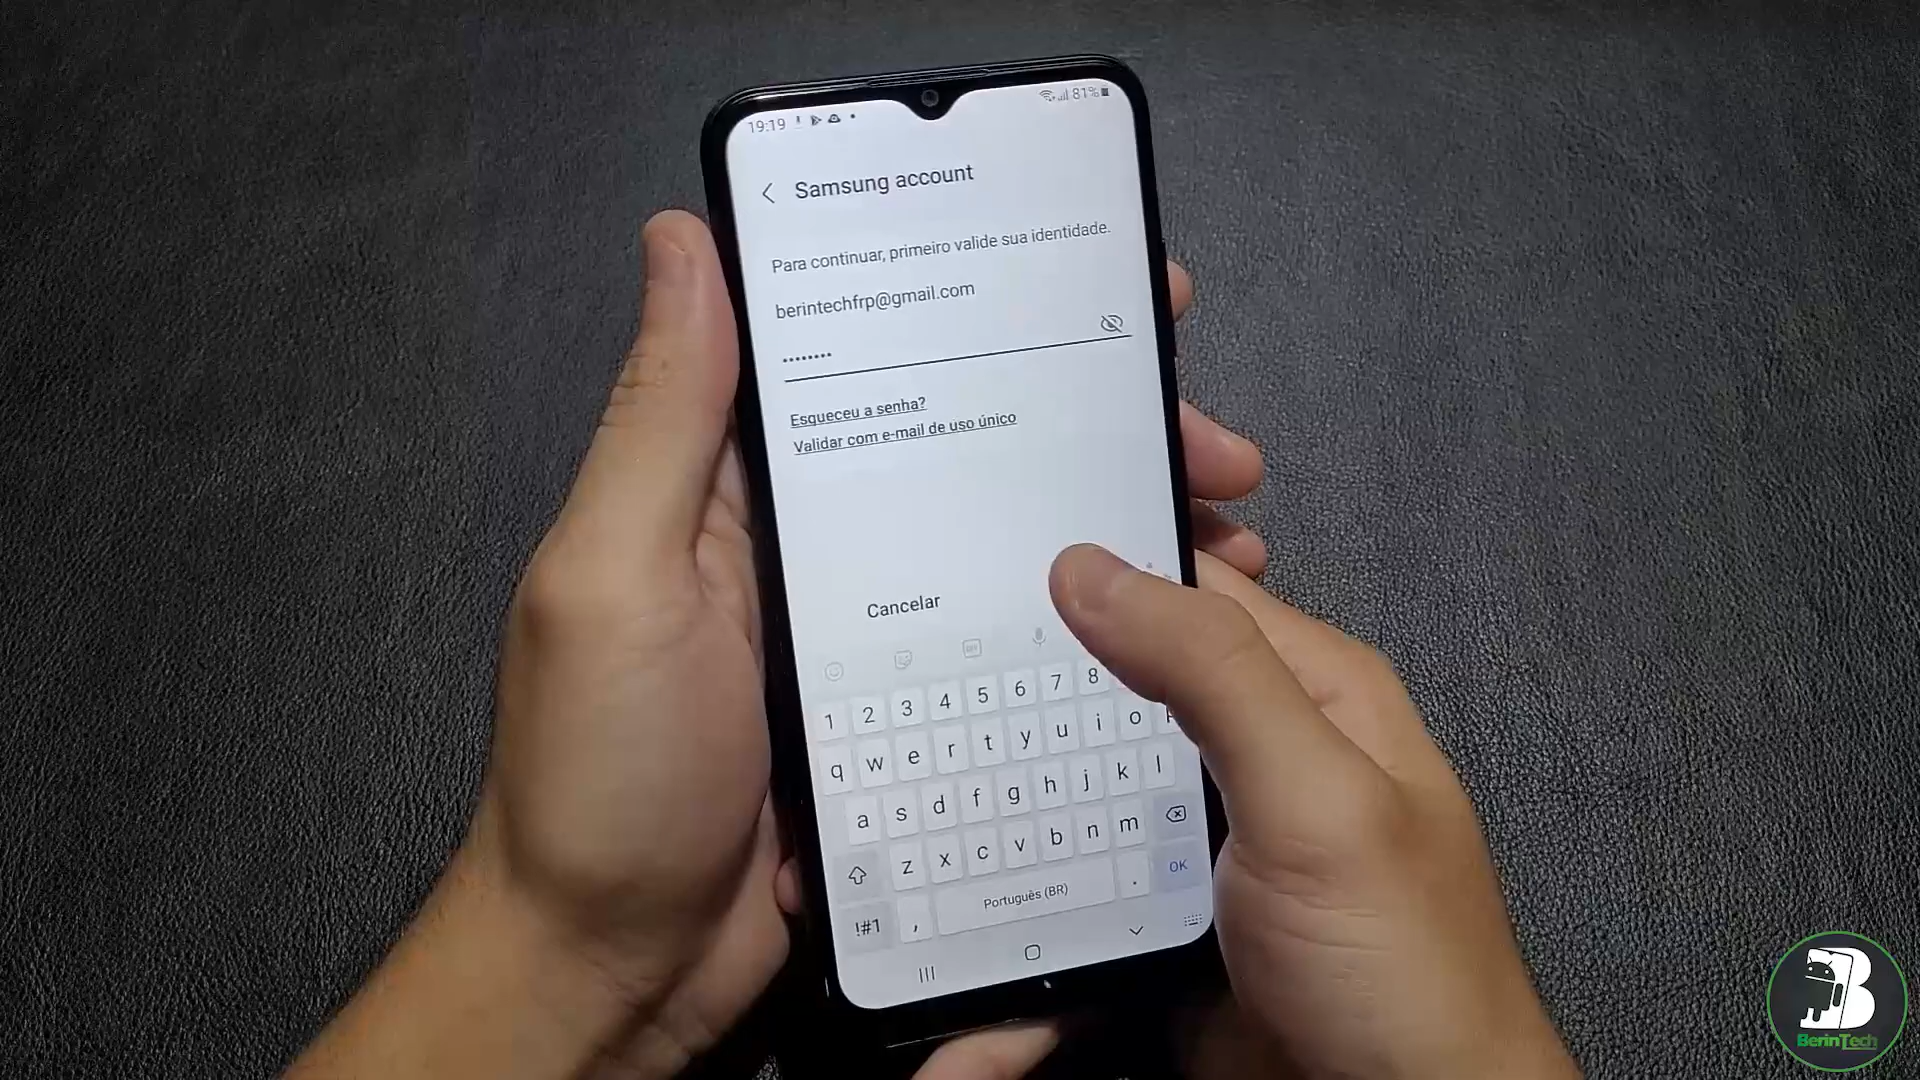 19:19
81%
Samsung account
Para continuar, primeiro valide sua identidade.
berintechfrp@gmail.com
••••••••
Esqueceu a senha?
Validar com e-mail de uso único
Cancelar
1 2 3 4 5 6 7 8
q w e r t y u i o p
a s d f g h j k l
z x c v b n m
!#1 , Português (BR) . OK
B
BerinTech